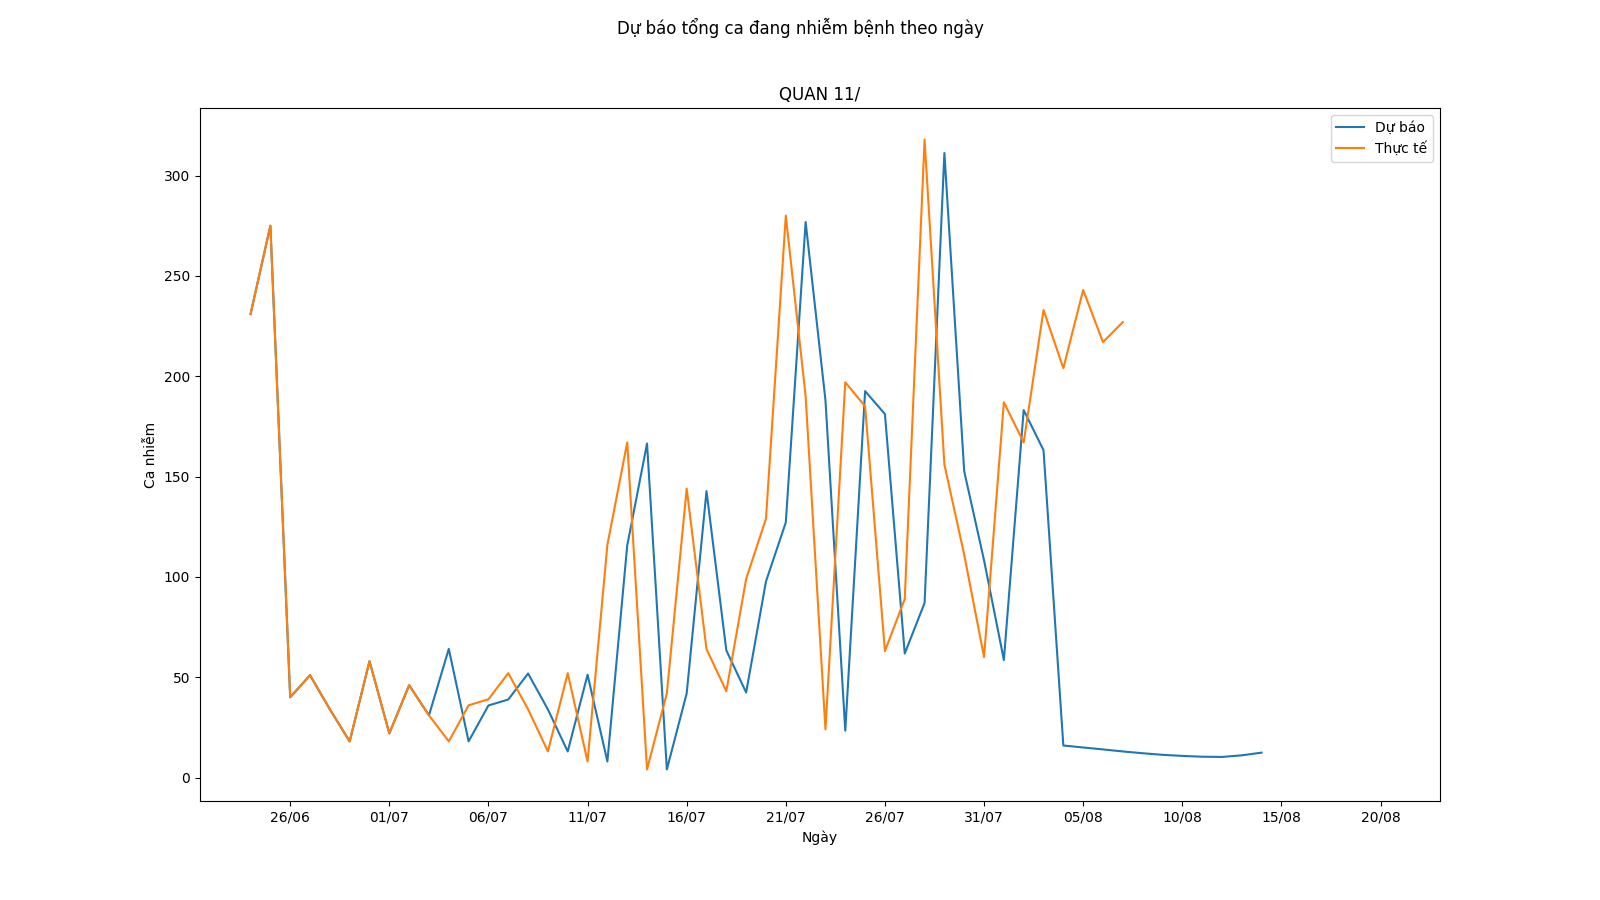 Dự báo tổng ca đang nhiễm bệnh theo ngày
QUAN 11/
Dự báo
Thực tế
300
250
200
150
100
50
0
Ca nhiễm
26/06 01/07 06/07 11/07 16/07 21/07 26/07 31/07 05/08 10/08 15/08 20/08
Ngày